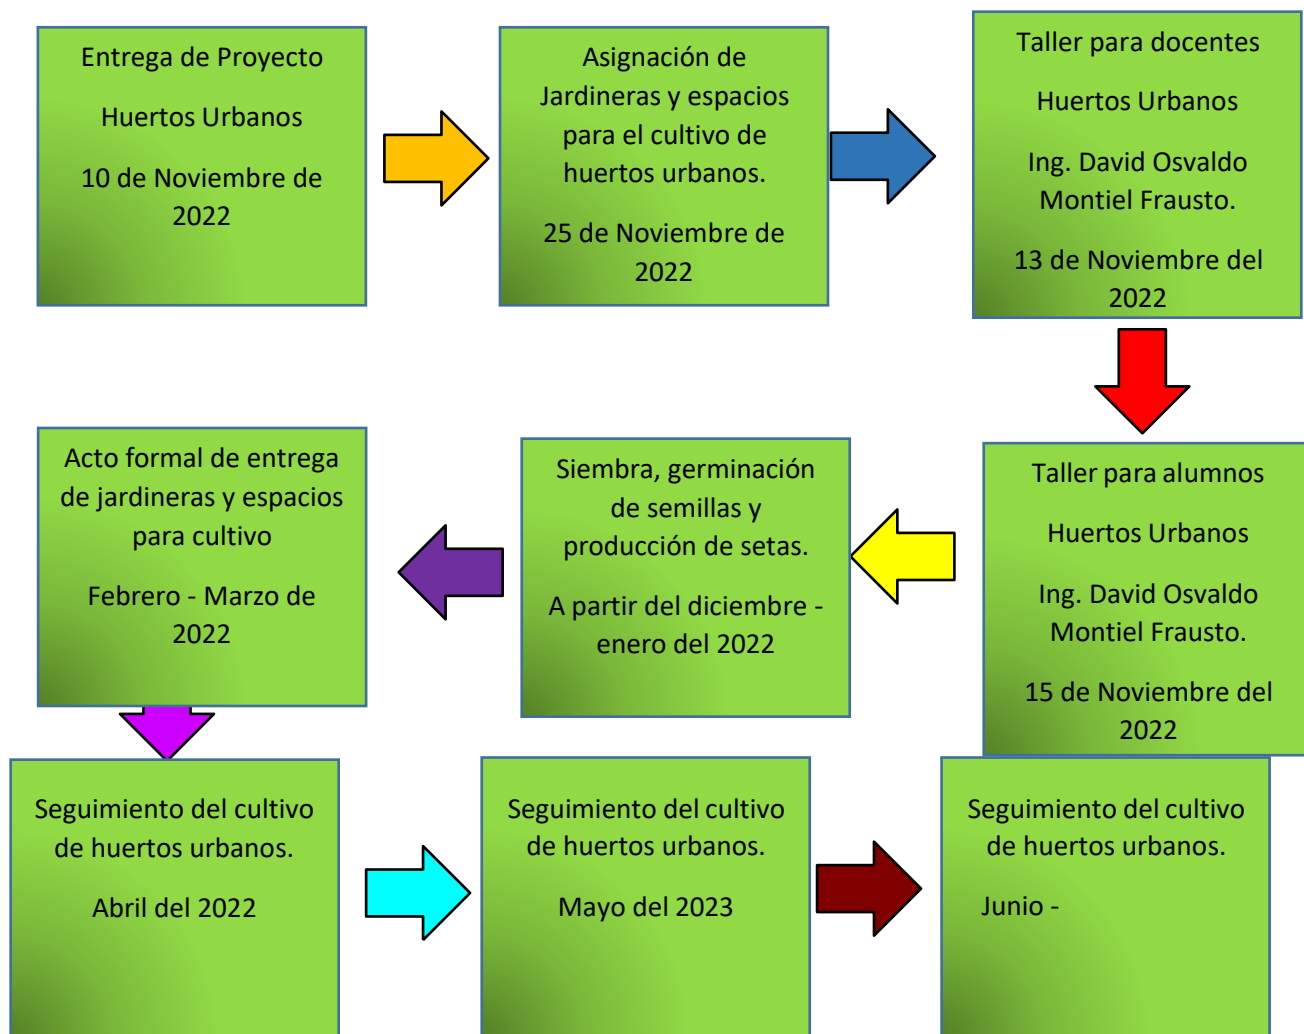 Entrega de Proyecto
Huertos Urbanos
10 de Noviembre de
2022
Asignación de
Jardineras y espacios
para el cultivo de
huertos urbanos.
25 de Noviembre de
2022
Taller para docentes
Huertos Urbanos
Ing. David Osvaldo
Montiel Frausto.
13 de Noviembre del
2022
Taller para alumnos
Huertos Urbanos
Ing. David Osvaldo
Montiel Frausto.
15 de Noviembre del
2022
Siembra, germinación
de semillas y
producción de setas.
A partir del diciembre -
enero del 2022
Acto formal de entrega
de jardineras y espacios
para cultivo
Febrero - Marzo de
2022
Seguimiento del cultivo
de huertos urbanos.
Abril del 2022
Seguimiento del cultivo
de huertos urbanos.
Mayo del 2023
Seguimiento del cultivo
de huertos urbanos.
Junio -